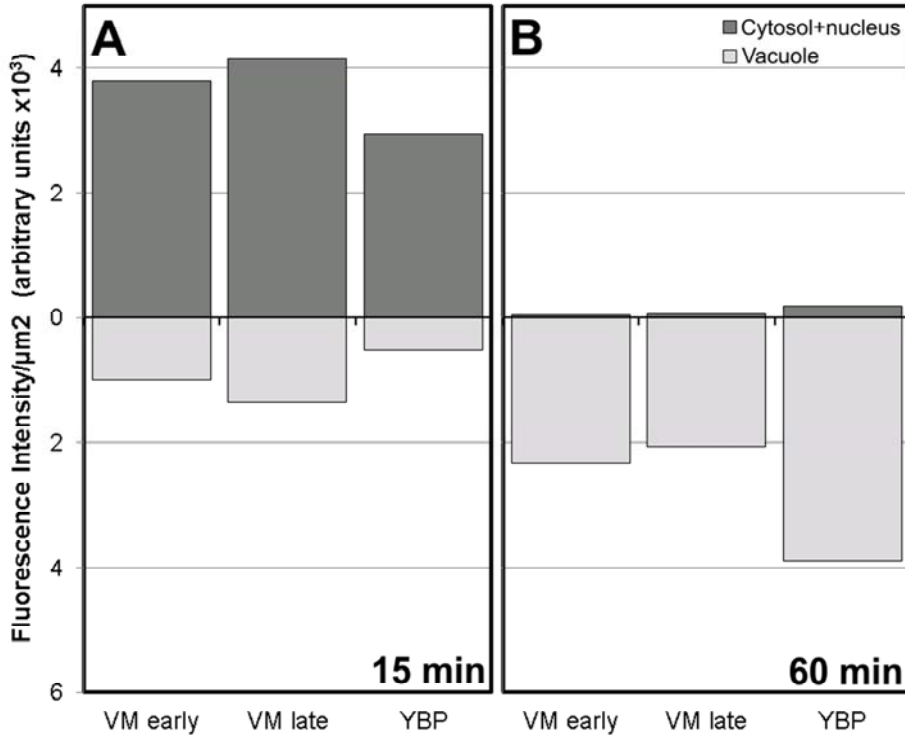 A
B
Cytosol+nucleus
Vacuole
Fluorescence Intensity/µm2 (arbitrary units x10³)
4
2
0
2
4
6
15 min
60 min
VM early VM late YBP
VM early VM late YBP